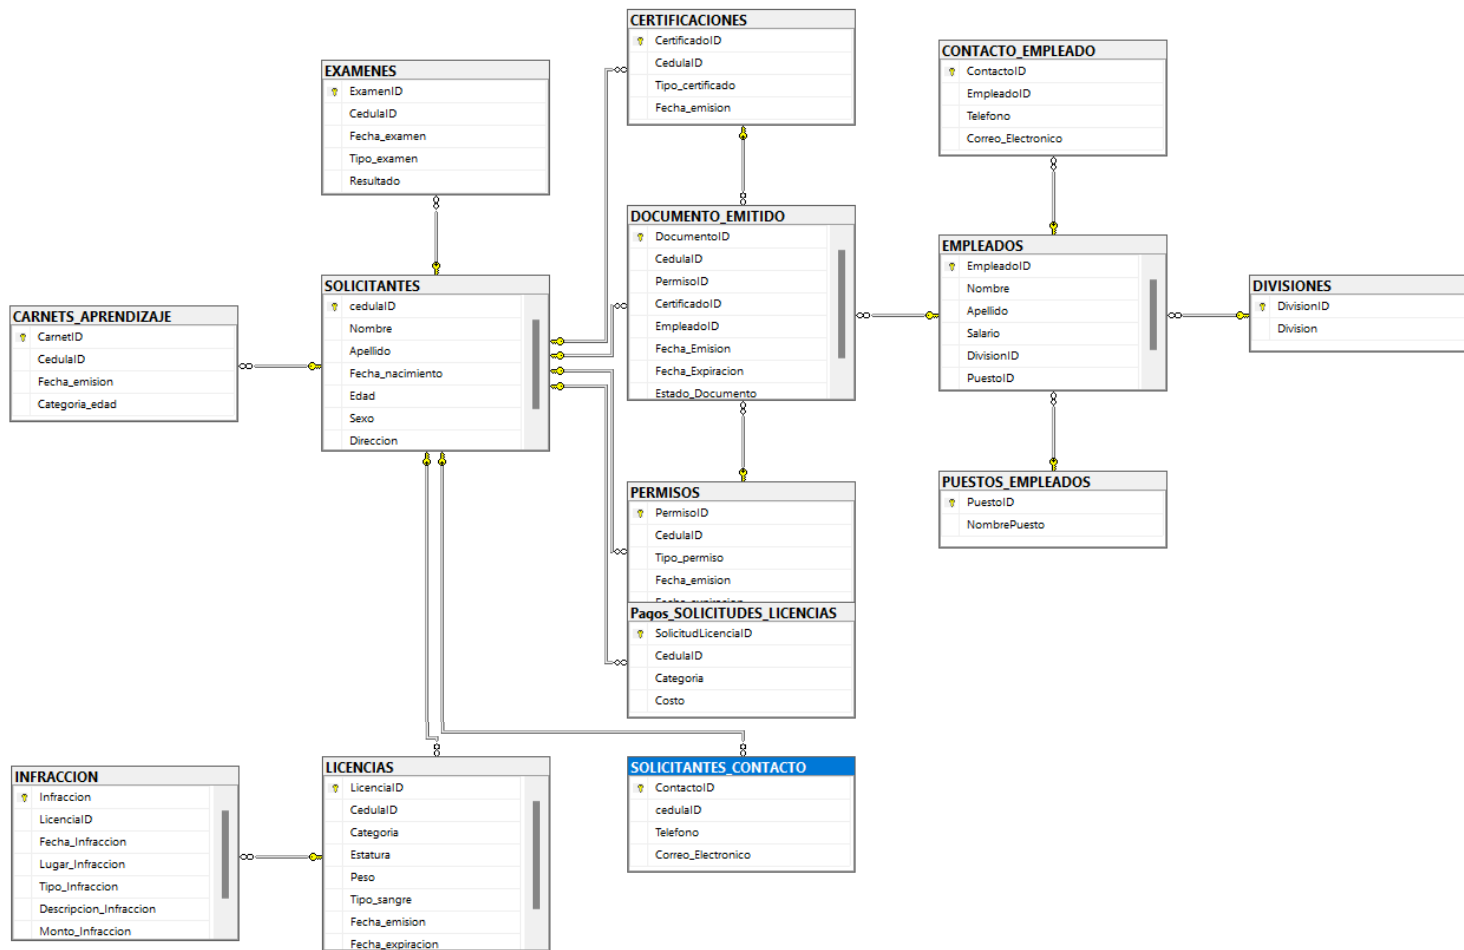 CERTIFICACIONES
CertificadoID
CedulaID
Tipo_certificado
Fecha_emision
CONTACTO_EMPLEADO
ContactoID
EmpleadoID
Telefono
Correo_Electronico
EXAMENES
ExamenID
CedulaID
Fecha_examen
Tipo_examen
Resultado
DOCUMENTO_EMITIDO
DocumentoID
CedulaID
PermisoID
CertificadoID
EmpleadoID
Fecha_Emision
Fecha_Expiracion
Estado_Documento
EMPLEADOS
EmpleadoID
Nombre
Apellido
Salario
DivisionID
PuestoID
DIVISIONES
DivisionID
Division
SOLICITANTES
cedulaID
Nombre
Apellido
Fecha_nacimiento
Edad
Sexo
Direccion
CARNETS_APRENDIZAJE
CarnetID
CedulaID
Fecha_emision
Categoria_edad
PUESTOS_EMPLEADOS
PuestoID
NombrePuesto
PERMISOS
PermisoID
CedulaID
Tipo_permiso
Fecha_emision
Fecha_expiracion
Pagos_SOLICITUDES_LICENCIAS
SolicitudLicenciaID
CedulaID
Categoria
Costo
INFRACCION
Infraccion
LicenciaID
Fecha_Infraccion
Lugar_Infraccion
Tipo_Infraccion
Descripcion_Infraccion
Monto_Infraccion
LICENCIAS
LicenciaID
CedulaID
Categoria
Estatura
Peso
Tipo_sangre
Fecha_emision
Fecha_expiracion
SOLICITANTES_CONTACTO
ContactoID
cedulaID
Telefono
Correo_Electronico